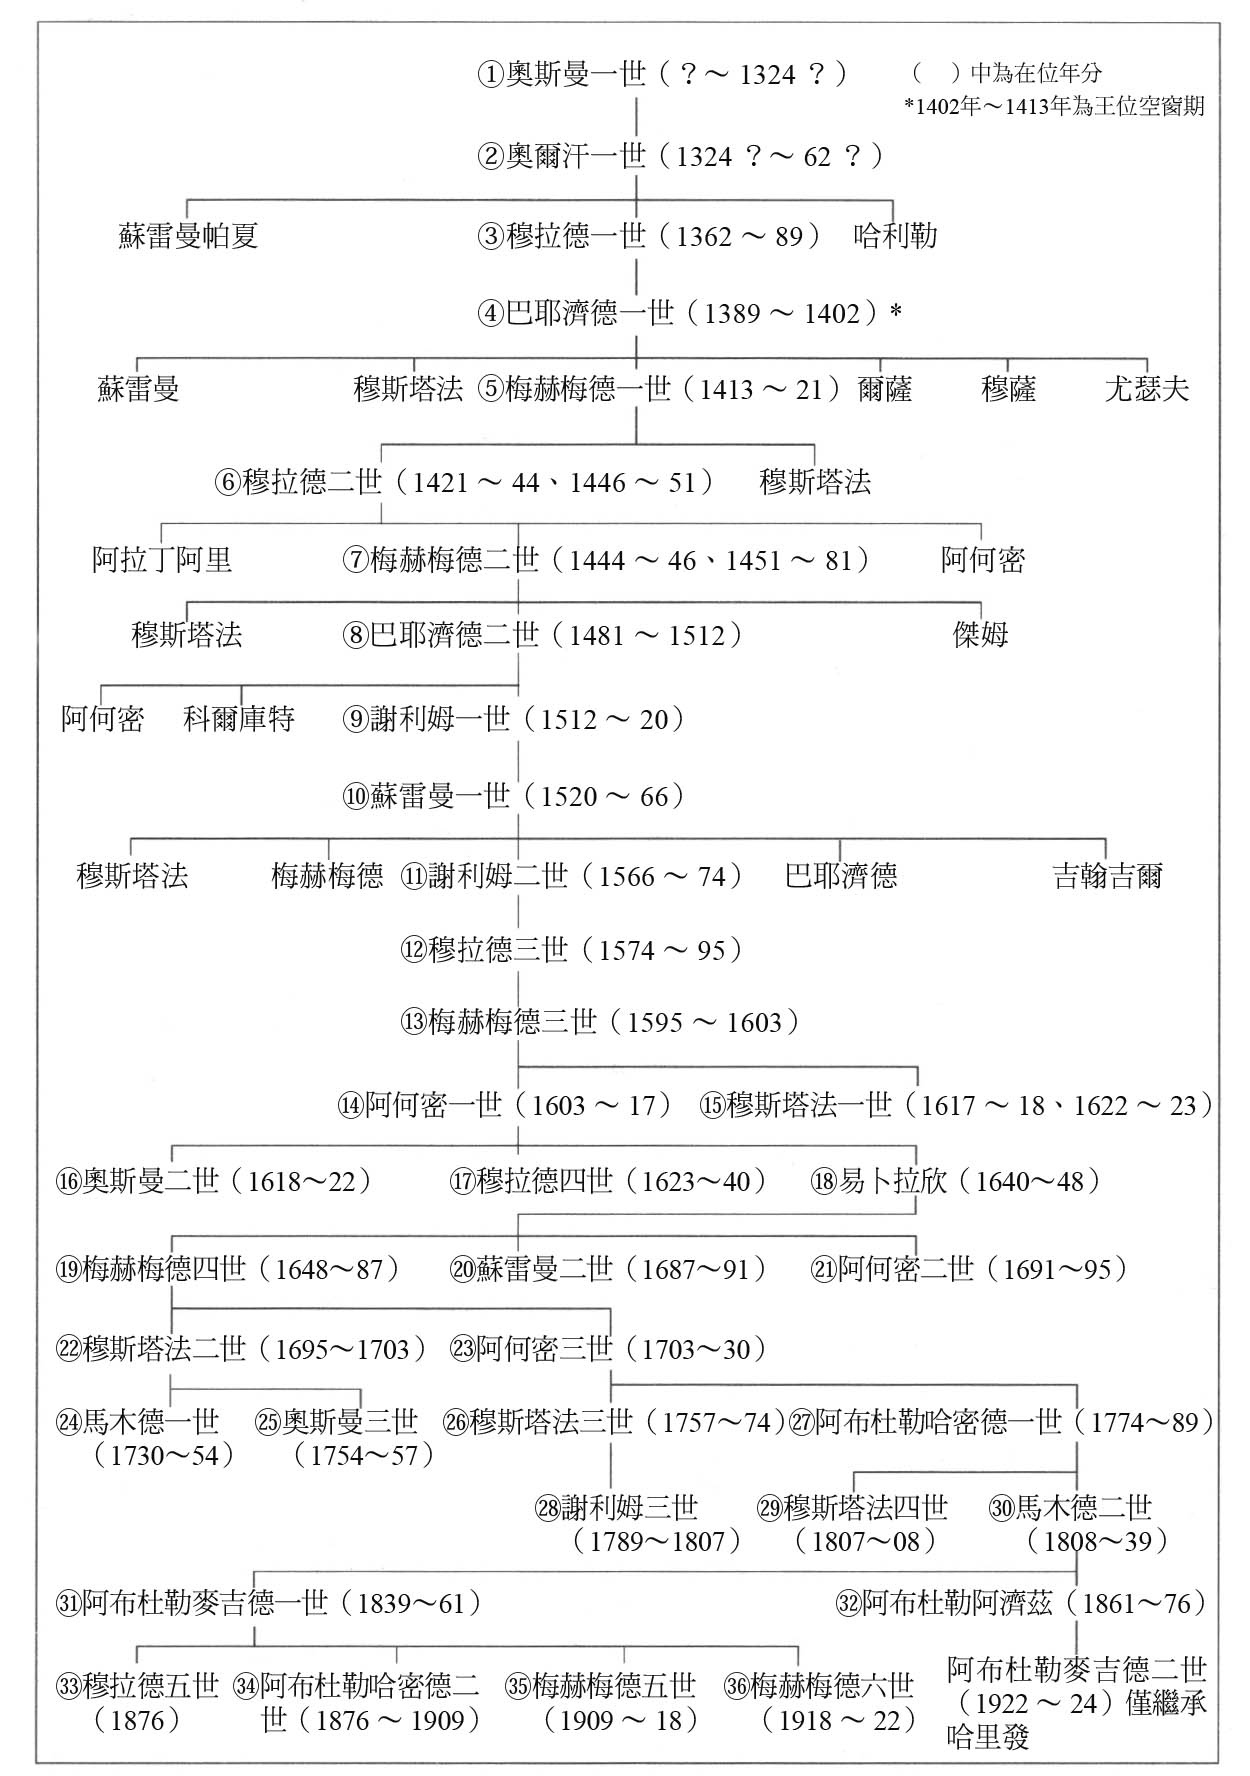 ①奧斯曼一世（？～1324？）
（　）中為在位年分
*1402年～1413年為王位空窗期
②奧爾汗一世（1324？～62？）
蘇雷曼帕夏　③穆拉德一世（1362～89）　哈利勒
④巴耶濟德一世（1389～1402）*
蘇雷曼　穆斯塔法　⑤梅赫梅德一世（1413～21）　爾薩　穆薩　尤瑟夫
⑥穆拉德二世（1421～44、1446～51）　穆斯塔法
阿拉丁阿里　⑦梅赫梅德二世（1444～46、1451～81）　阿何密
穆斯塔法　⑧巴耶濟德二世（1481～1512）　傑姆
阿何密　科爾庫特　⑨謝利姆一世（1512～20）
⑩蘇雷曼一世（1520～66）
穆斯塔法　梅赫梅德　⑪謝利姆二世（1566～74）　巴耶濟德　吉翰吉爾
⑫穆拉德三世（1574～95）
⑬梅赫梅德三世（1595～1603）
⑭阿何密一世（1603～17）　⑮穆斯塔法一世（1617～18、1622～23）
⑯奧斯曼二世（1618～22）　⑰穆拉德四世（1623～40）　⑱易卜拉欣（1640～48）
⑲梅赫梅德四世（1648～87）　⑳蘇雷曼二世（1687～91）　㉑阿何密二世（1691～95）
㉒穆斯塔法二世（1695～1703）　㉓阿何密三世（1703～30）
㉔馬木德一世
（1730～54）
㉕奧斯曼三世
（1754～57）
㉖穆斯塔法三世（1757～74）
㉗阿布杜勒哈密德一世（1774～89）
㉘謝利姆三世
（1789～1807）
㉙穆斯塔法四世
（1807～08）
㉚馬木德二世
（1808～39）
㉛阿布杜勒麥吉德一世（1839～61）　㉜阿布杜勒阿濟茲（1861～76）
㉝穆拉德五世
（1876）
㉞阿布杜勒哈密德二
世（1876～1909）
㉟梅赫梅德五世
（1909～18）
㊱梅赫梅德六世
（1918～22）
阿布杜勒麥吉德二世
（1922～24）僅繼承
哈里發